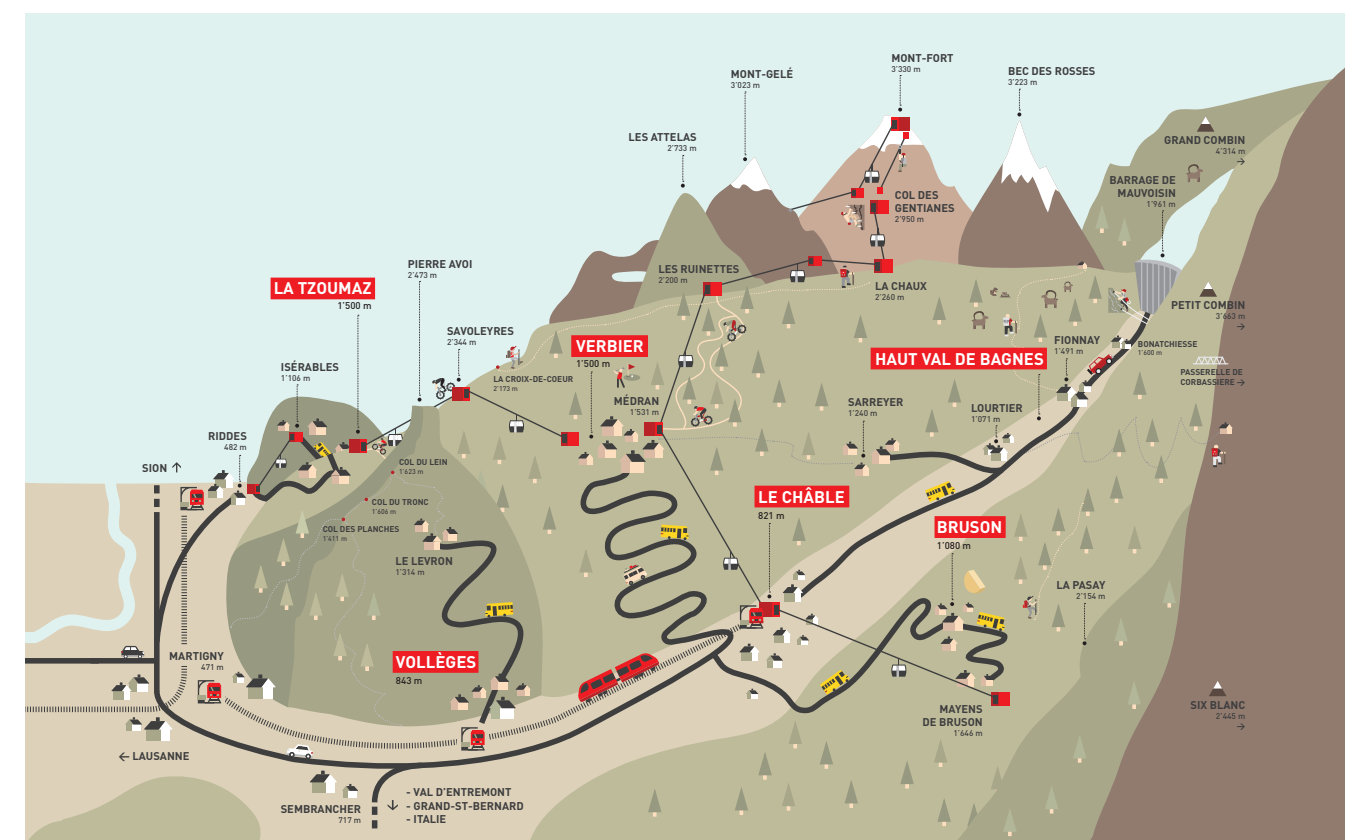 MONT-FORT
3'330 m
MONT-GELÉ
3'023 m
BEC DES ROSSES
3'223 m
LES ATTELAS
2'733 m
GRAND COMBIN
4'314 m
→
BARRAGE DE
MAUVOISIN
1'961 m
COL DES
GENTIANES
2'950 m
PIERRE AVOI
2'473 m
LES RUINETTES
2'200 m
LA CHAUX
2'260 m
LA TZOUMAZ
1'500 m
PETIT COMBIN
3'663 m
→
SAVOLEYRES
2'344 m
VERBIER
1'500 m
HAUT VAL DE BAGNES
FIONNAY
1'491 m
BONATCHIESSE
1'600 m
PASSERELLE DE
CORBASSIERE →
ISÉRABLES
1'106 m
LA CROIX-DE-COEUR
2'173 m
MÉDRAN
1'531 m
SARREYER
1'240 m
LOURTIER
1'071 m
RIDDES
482 m
SION ↑
COL DU LEIN
1'623 m
COL DU TRONC
1'606 m
COL DES PLANCHES
1'411 m
LE CHÂBLE
821 m
BRUSON
1'080 m
LE LEVRON
1'314 m
LA PASAY
2'154 m
MARTIGNY
471 m
VOLLÈGES
843 m
MAYENS
DE BRUSON
1'646 m
SIX BLANC
2'445 m
→
← LAUSANNE
SEMBRANCHER
717 m
↓
- VAL D'ENTREMONT
- GRAND-ST-BERNARD
- ITALIE